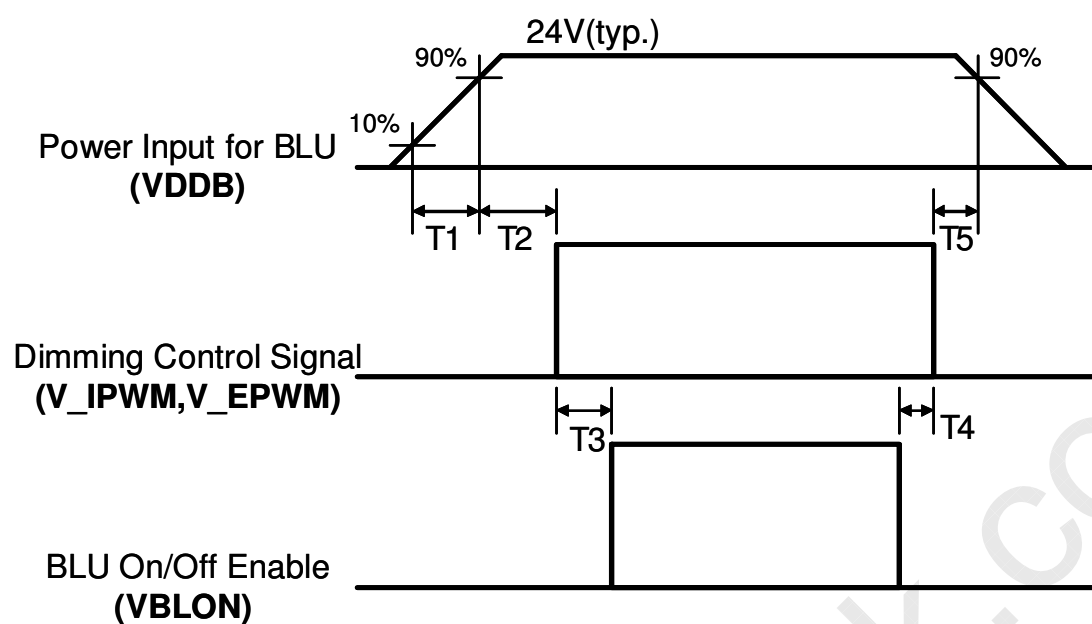 24V(typ.)
90%
90%
10%
Power Input for BLU
(VDDB)
T1
T2
T5
Dimming Control Signal
(V_IPWM,V_EPWM)
T3
T4
BLU On/Off Enable
(VBLON)
k.co